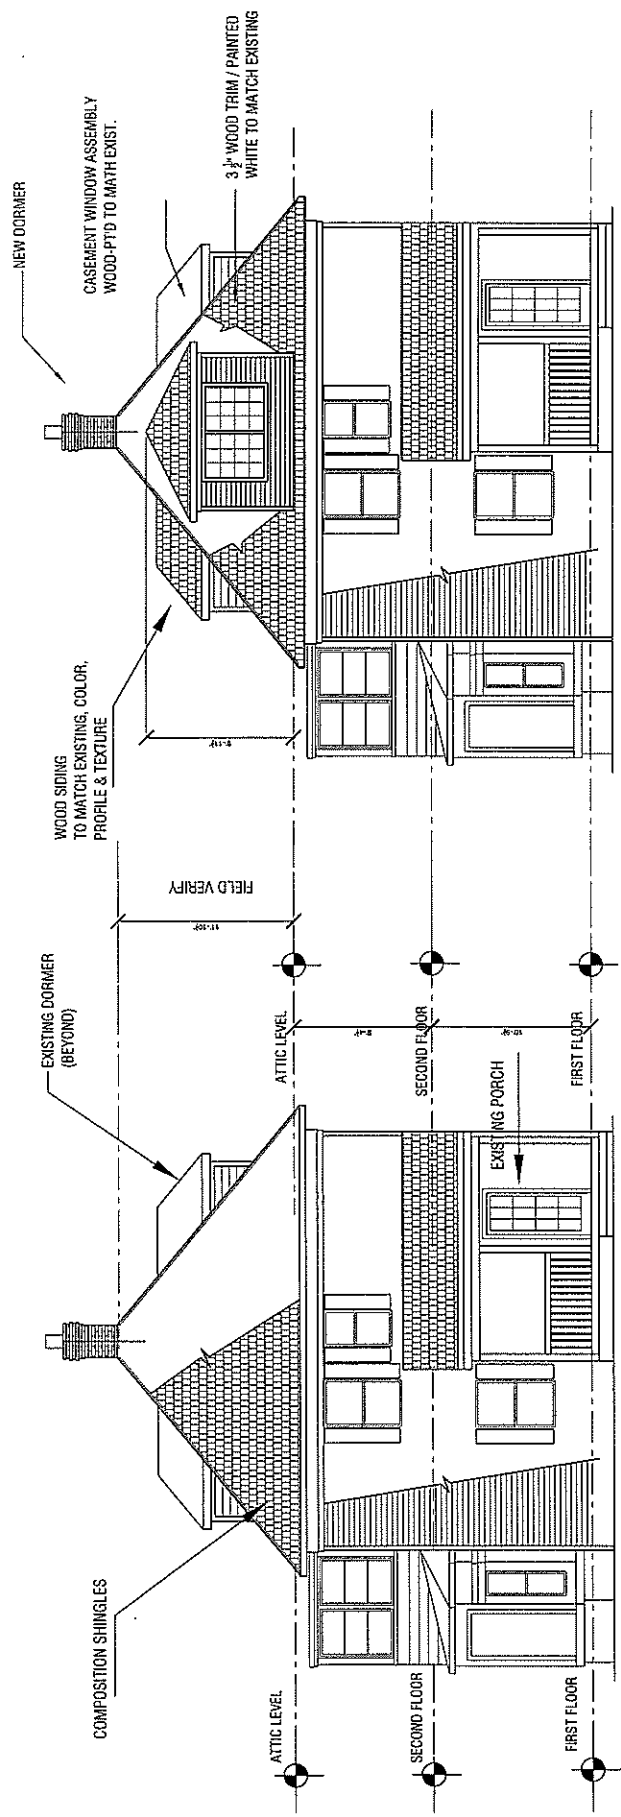 COMPOSITION SHINGLES
EXISTING DORMER
(BEYOND)
ATTIC LEVEL
SECOND FLOOR
FIRST FLOOR
ATTIC LEVEL
SECOND FLOOR
FIRST FLOOR
EXISTING PORCH
FIELD VERIFY
WOOD SIDING
TO MATCH EXISTING, COLOR,
PROFILE & TEXTURE
NEW DORMER
CASEMENT WINDOW ASSEMBLY
WOOD-PT'D TO MATH EXIST.
3 ½" WOOD TRIM / PAINTED
WHITE TO MATCH EXISTING